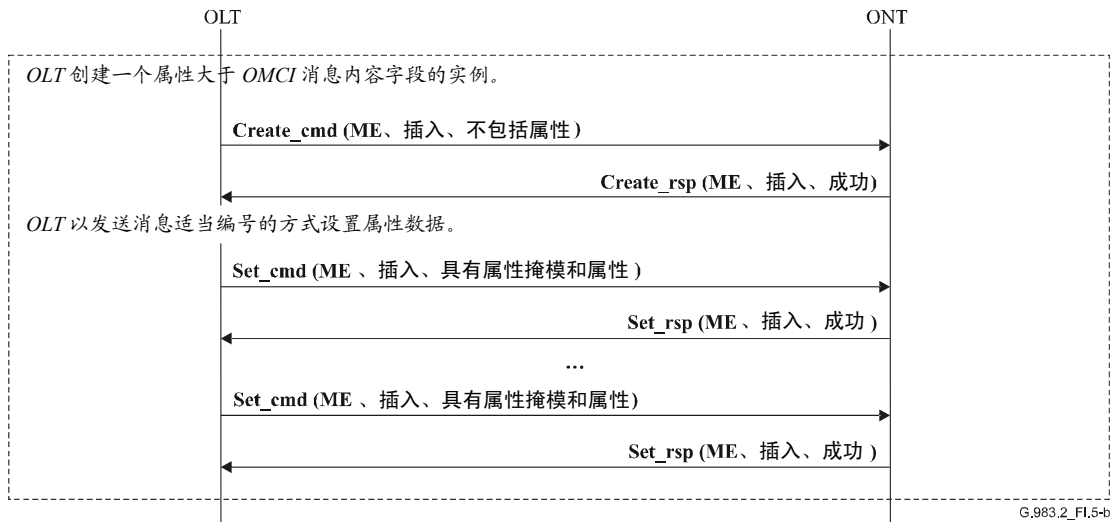 OLT ONT
OLT 创建一个属性大于 OMCI 消息内容字段的实例。
Create_cmd (ME、插入、不包括属性)
Create_rsp (ME 、插入、成功)
OLT 以发送消息适当编号的方式设置属性数据。
Set_cmd (ME 、插入、具有属性掩模和属性 )
Set_rsp (ME 、插入、成功 )
...
Set_cmd (ME 、插入、具有属性掩模和属性)
Set_rsp (ME、插入、成功 )
G.983.2_FI.5-b